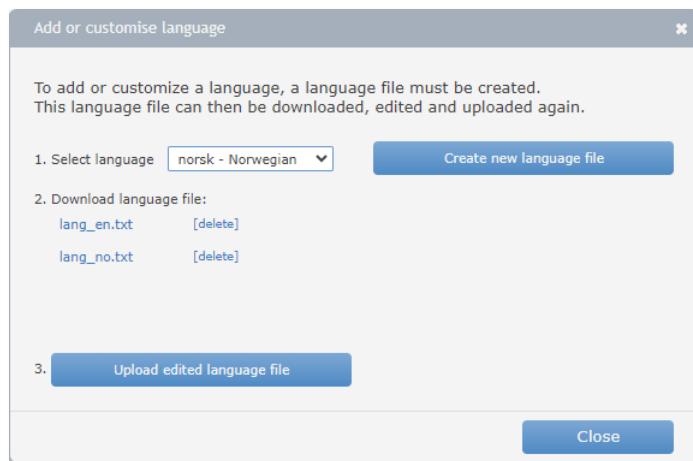 Add or customise language
To add or customize a language, a language file must be created.
This language file can then be downloaded, edited and uploaded again.
1. Select language norsk - Norwegian Create new language file
2. Download language file:
lang_en.txt [delete]
lang_no.txt [delete]
3. Upload edited language file
Close